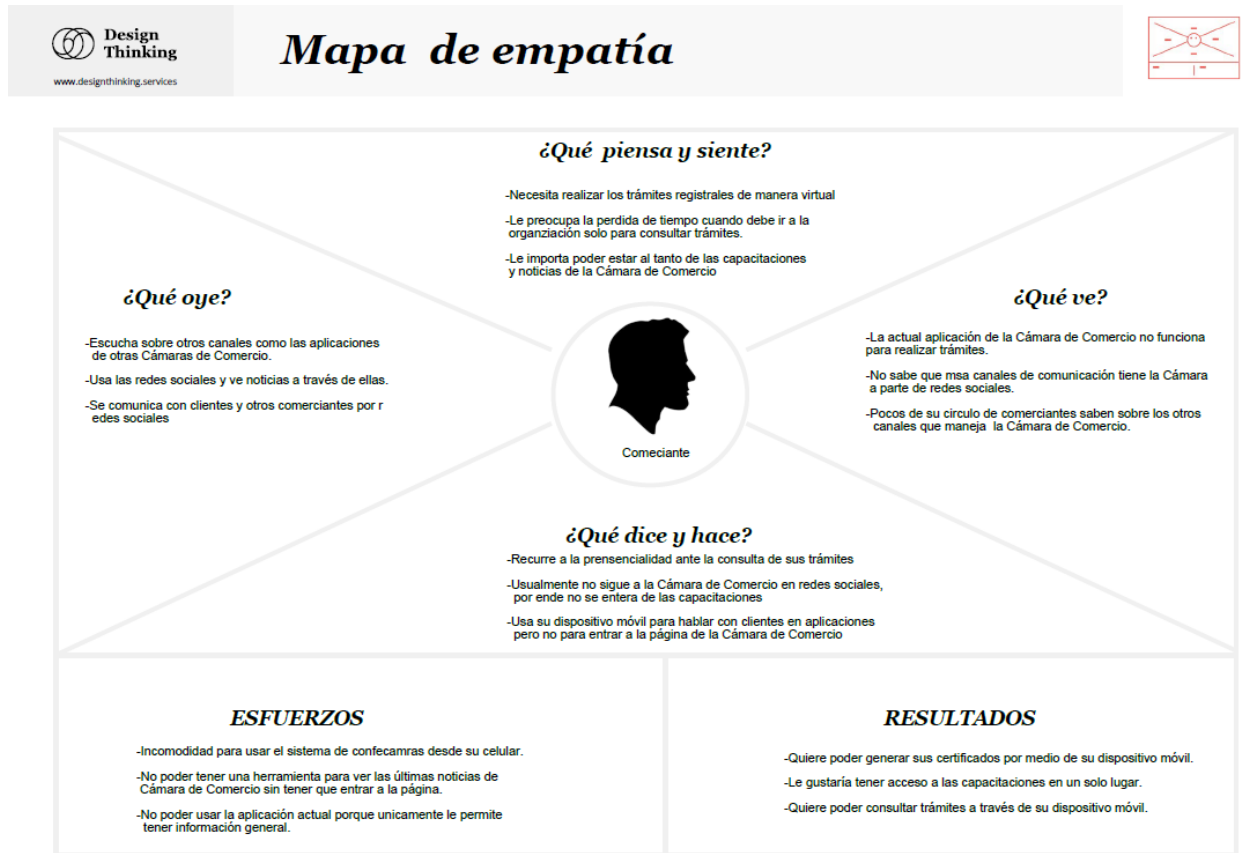 Design
Thinking
www.designthinking.services
Mapa de empatía
¿Qué piensa y siente?
-Necesita realizar los trámites registrales de manera virtual
-Le preocupa la perdida de tiempo cuando debe ir a la
organziación solo para consultar trámites.
-Le importa poder estar al tanto de las capacitaciones
y noticias de la Cámara de Comercio
¿Qué oye?
-Escucha sobre otros canales como las aplicaciones
de otras Cámaras de Comercio.
-Usa las redes sociales y ve noticias a través de ellas.
-Se comunica con clientes y otros comerciantes por r
edes sociales
¿Qué ve?
-La actual aplicación de la Cámara de Comercio no funciona
para realizar trámites.
-No sabe que msa canales de comunicación tiene la Cámara
a parte de redes sociales.
-Pocos de su circulo de comerciantes saben sobre los otros
canales que maneja la Cámara de Comercio.
Comeciante
¿Qué dice y hace?
-Recurre a la prensencialidad ante la consulta de sus trámites
-Usualmente no sigue a la Cámara de Comercio en redes sociales,
por ende no se entera de las capacitaciones
-Usa su dispositivo móvil para hablar con clientes en aplicaciones
pero no para entrar a la página de la Cámara de Comercio
ESFUERZOS
-Incomodidad para usar el sistema de confecamras desde su celular.
-No poder tener una herramienta para ver las últimas noticias de
Cámara de Comercio sin tener que entrar a la página.
-No poder usar la aplicación actual porque unicamente le permite
tener información general.
RESULTADOS
-Quiere poder generar sus certificados por medio de su dispositivo móvil.
-Le gustaría tener acceso a las capacitaciones en un solo lugar.
-Quiere poder consultar trámites a través de su dispositivo móvil.